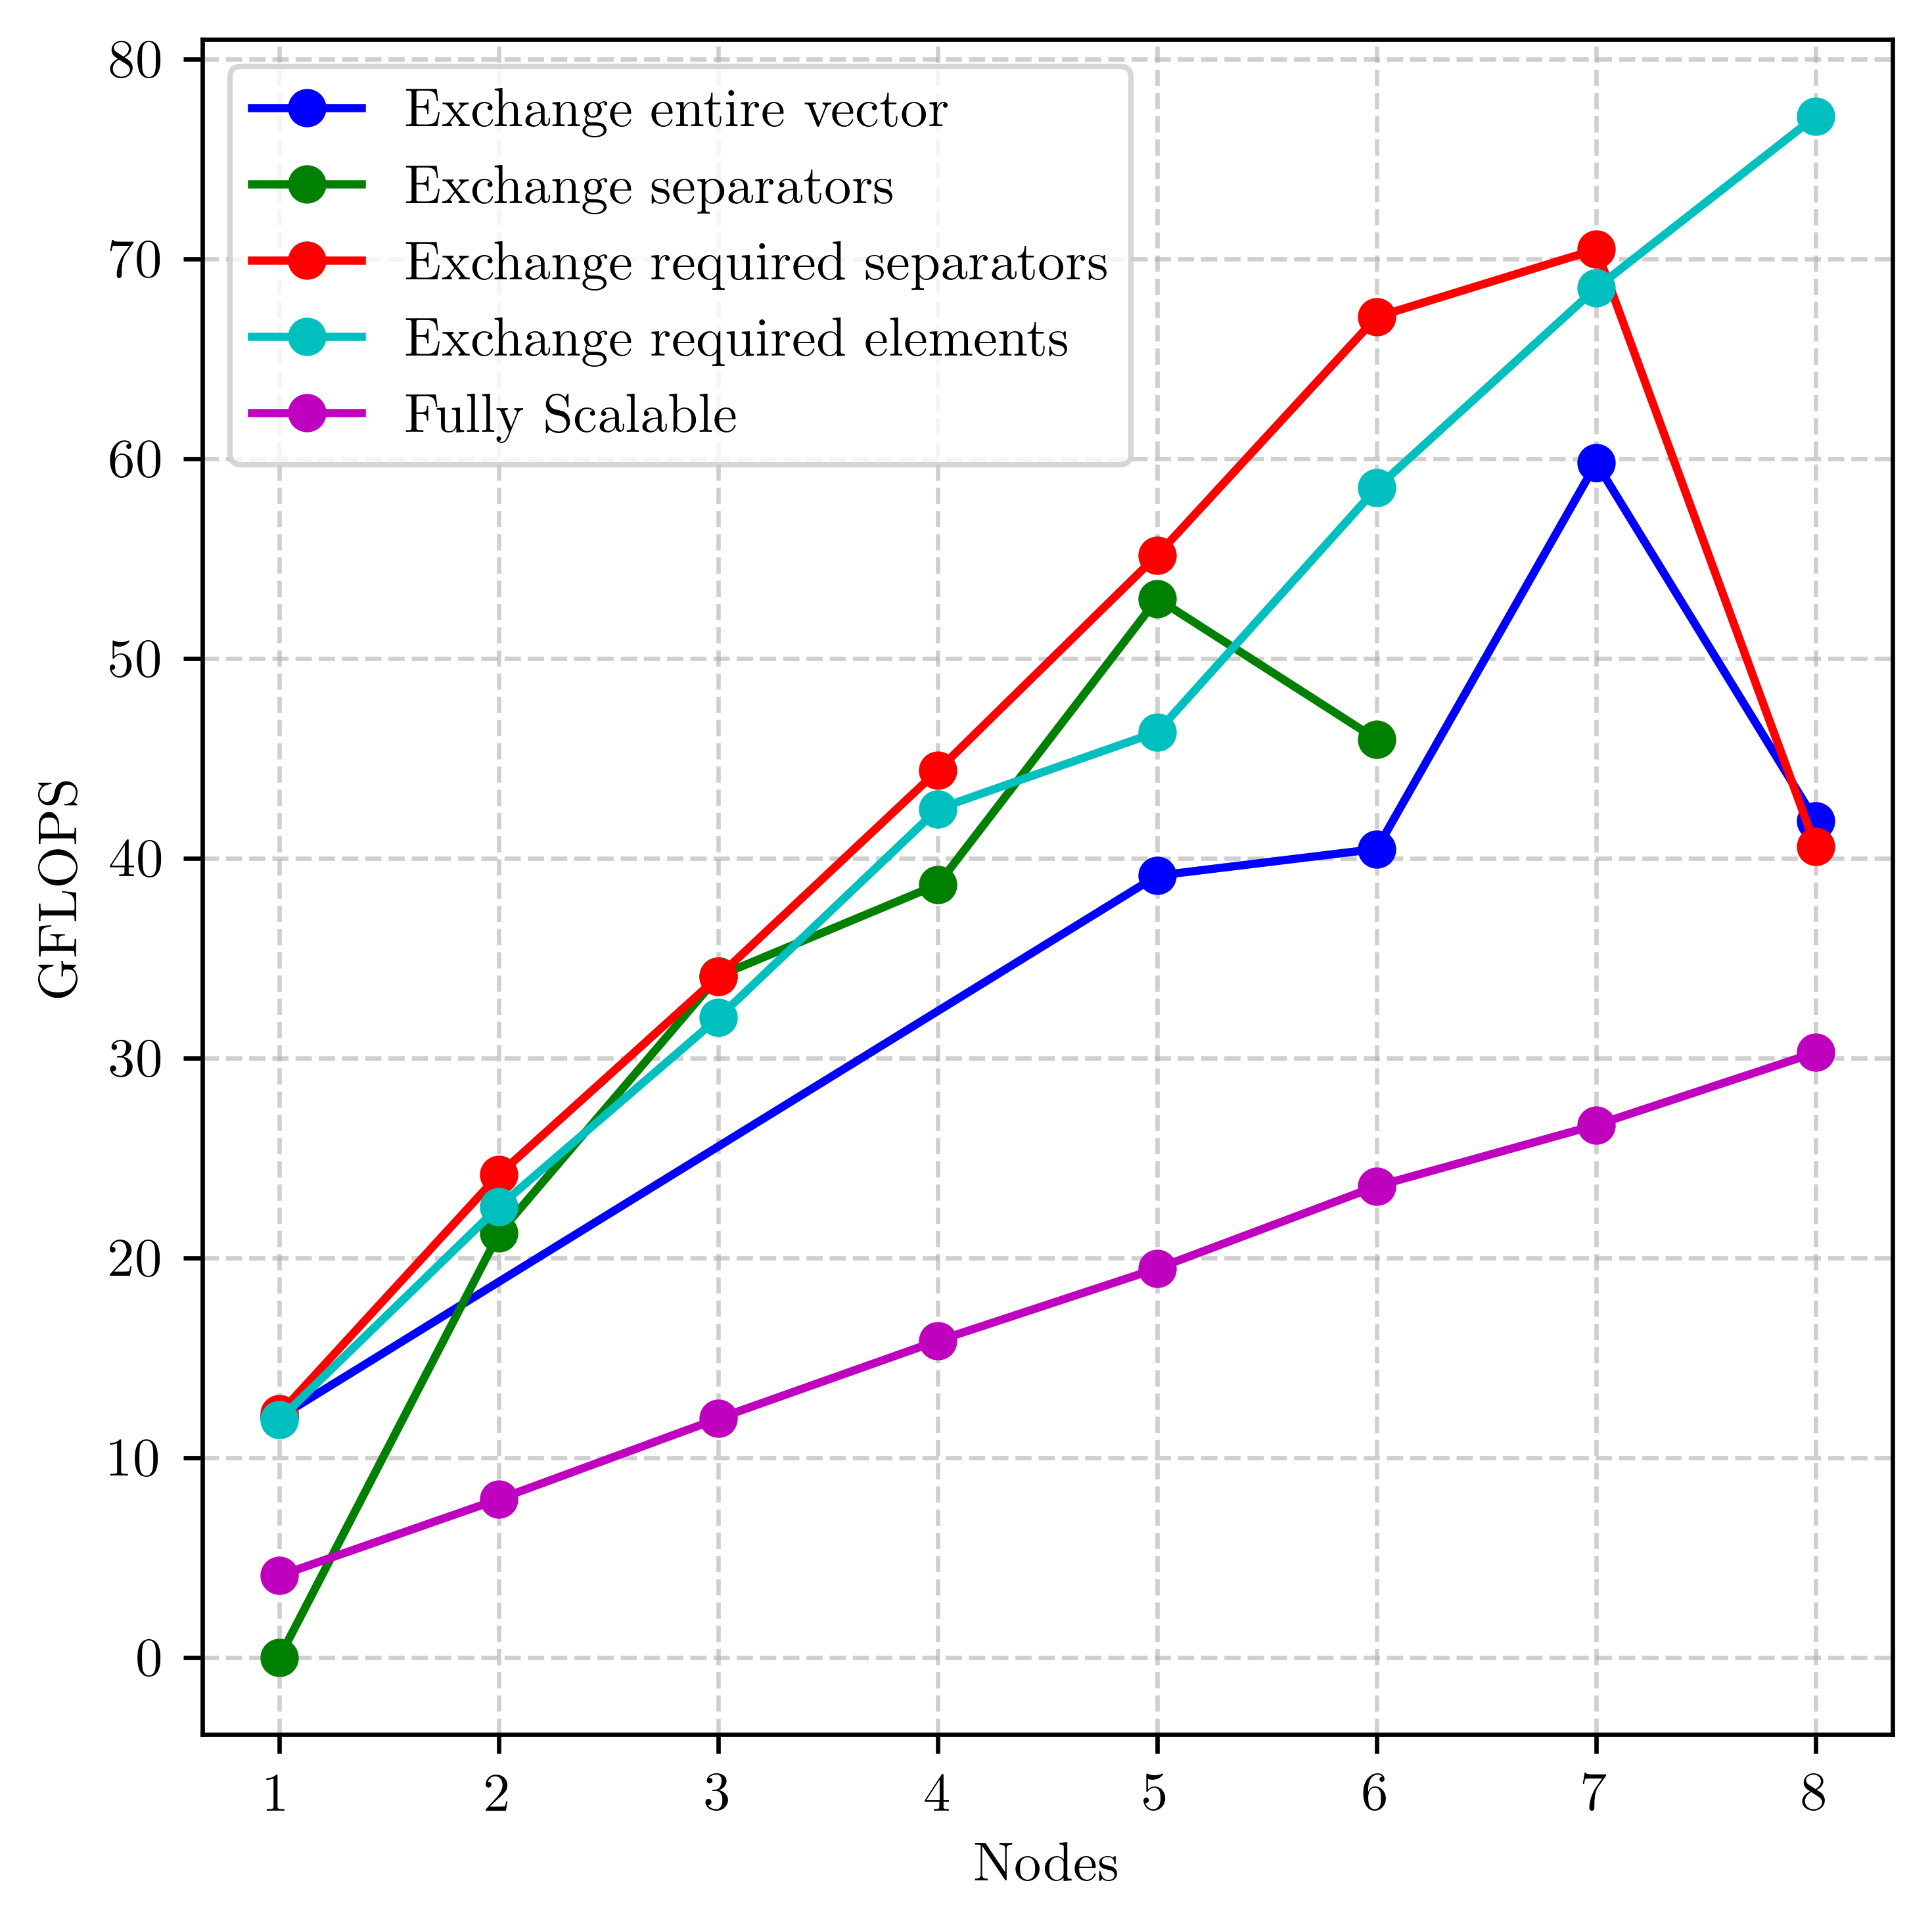 Exchange entire vector
Exchange separators
Exchange required separators
Exchange required elements
Fully Scalable
80
70
60
50
40
30
20
10
0
GFLOPS
1 2 3 4 5 6 7 8
Nodes